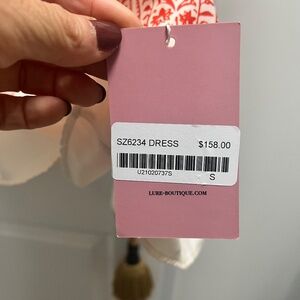 SZ6234 DRESS $158.00
U21020737S
S
LURE-BOUTIQUE.COM